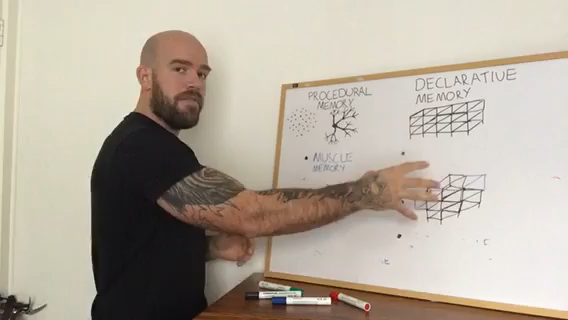 PROCEDURAL
MEMORY
DECLARATIVE
MEMORY
MUSCLE
MEMORY